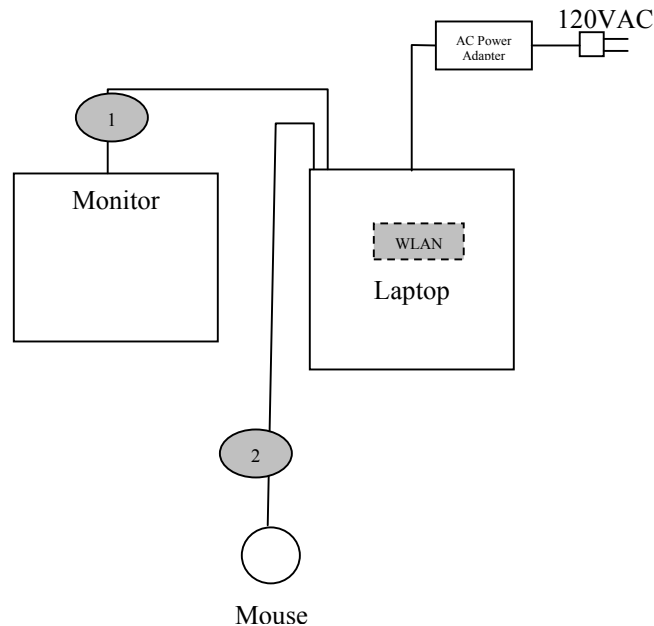 120VAC
AC Power
Adapter
1
Monitor
WLAN
Laptop
2
Mouse